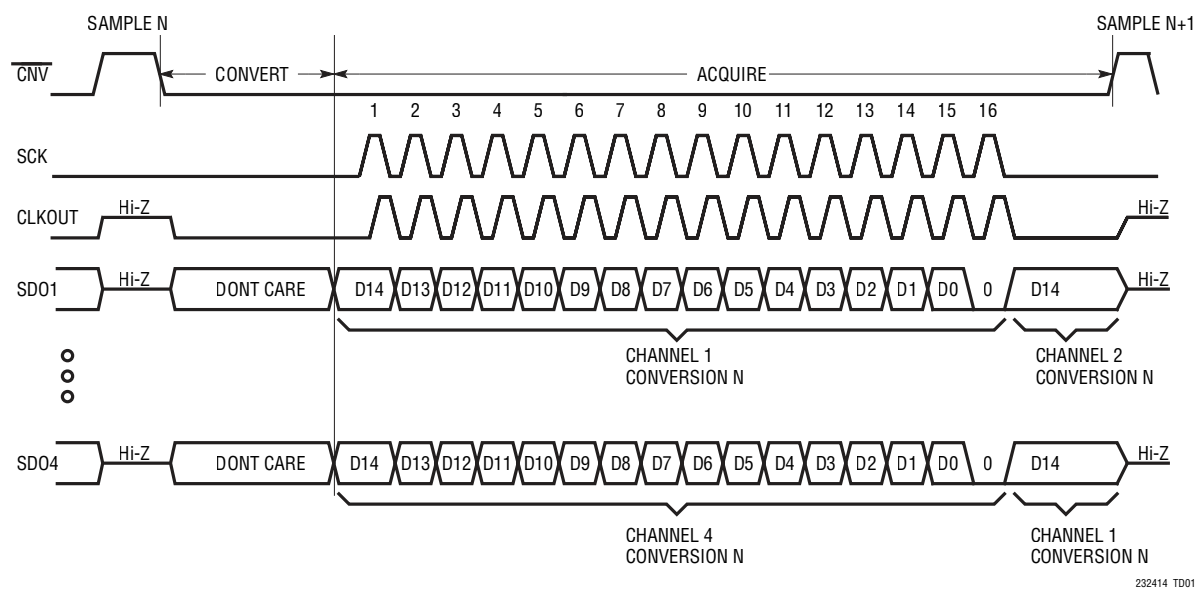 SAMPLE N
SAMPLE N+1
CNV
CONVERT
ACQUIRE
1 2 3 4 5 6 7 8 9 10 11 12 13 14 15 16
SCK
CLKOUT
Hi-Z
Hi-Z
SDO1
Hi-Z
DONT CARE
D14 D13 D12 D11 D10 D9 D8 D7 D6 D5 D4 D3 D2 D1 D0 0
D14
Hi-Z
CHANNEL 1
CONVERSION N
CHANNEL 2
CONVERSION N
SDO4
Hi-Z
DONT CARE
D14 D13 D12 D11 D10 D9 D8 D7 D6 D5 D4 D3 D2 D1 D0 0
D14
Hi-Z
CHANNEL 4
CONVERSION N
CHANNEL 1
CONVERSION N
232414 TD01